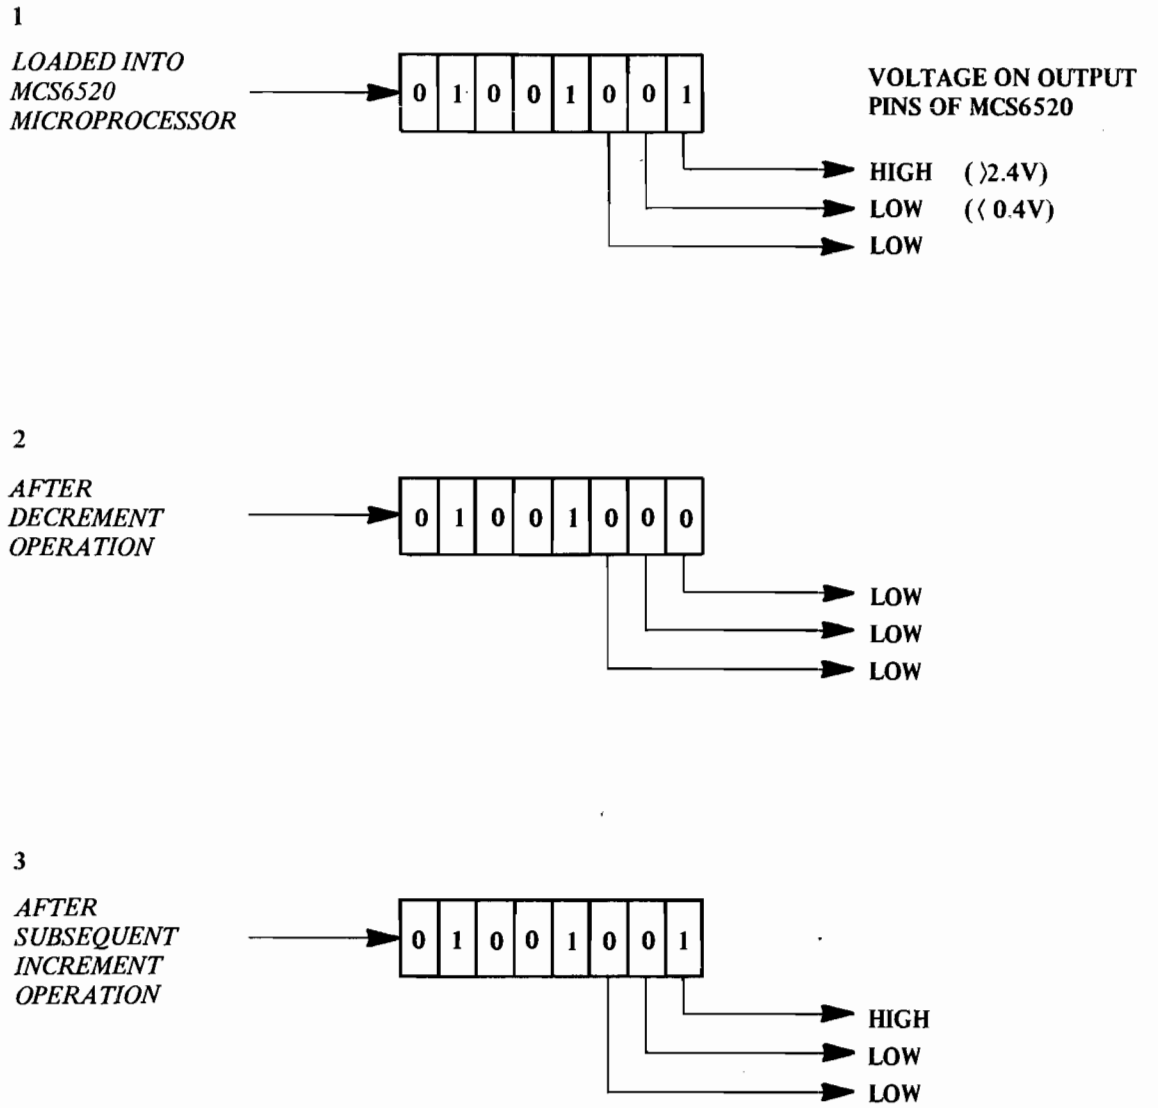 1
LOADED INTO
MCS6520
MICROPROCESSOR
0 1 0 0 1 0 0 1
VOLTAGE ON OUTPUT
PINS OF MCS6520
HIGH (⟩2.4V)
LOW (⟨ 0.4V)
LOW
2
AFTER
DECREMENT
OPERATION
0 1 0 0 1 0 0 0
LOW
LOW
LOW
3
AFTER
SUBSEQUENT
INCREMENT
OPERATION
0 1 0 0 1 0 0 1
HIGH
LOW
LOW